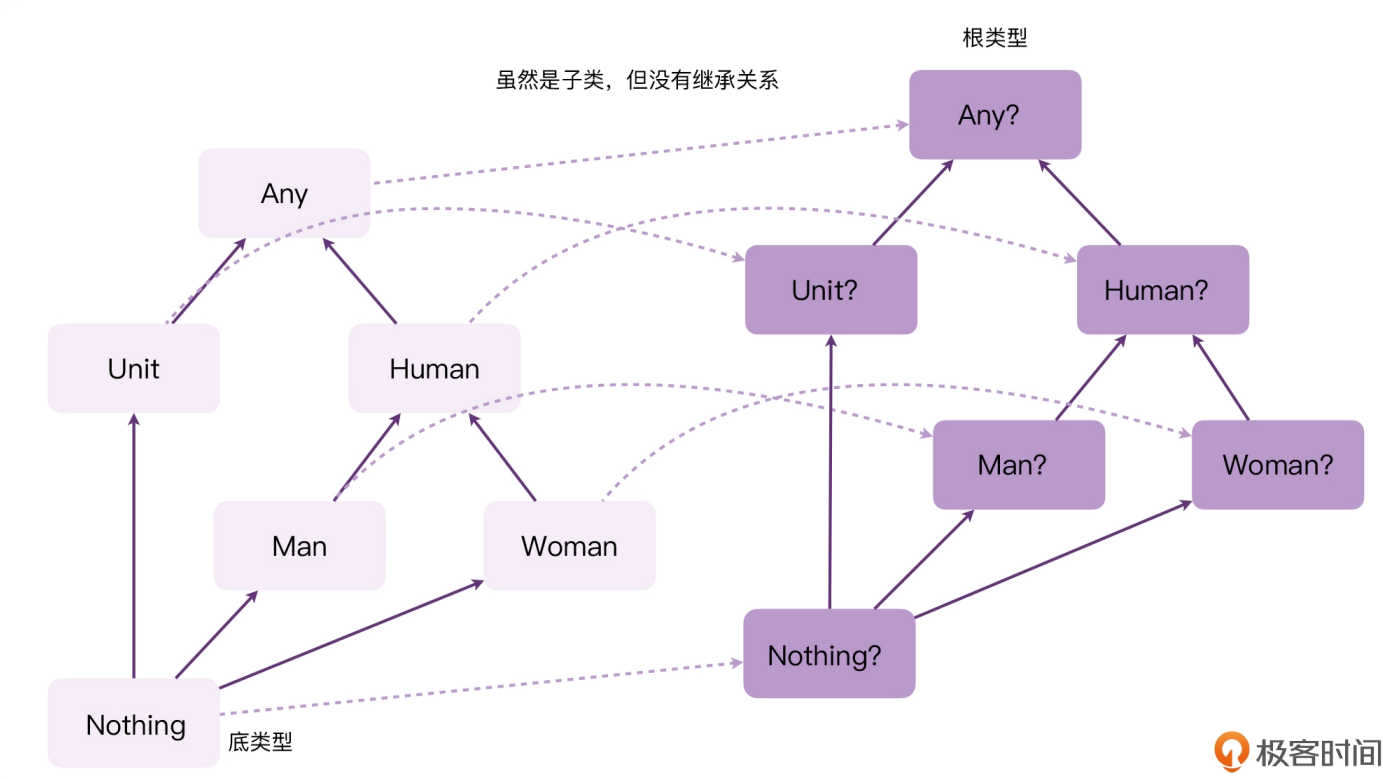 根类型
虽然是子类，但没有继承关系
Any?
Any
Unit?
Human?
Unit
Human
Man?
Woman?
Man
Woman
Nothing?
Nothing
底类型
极客时间